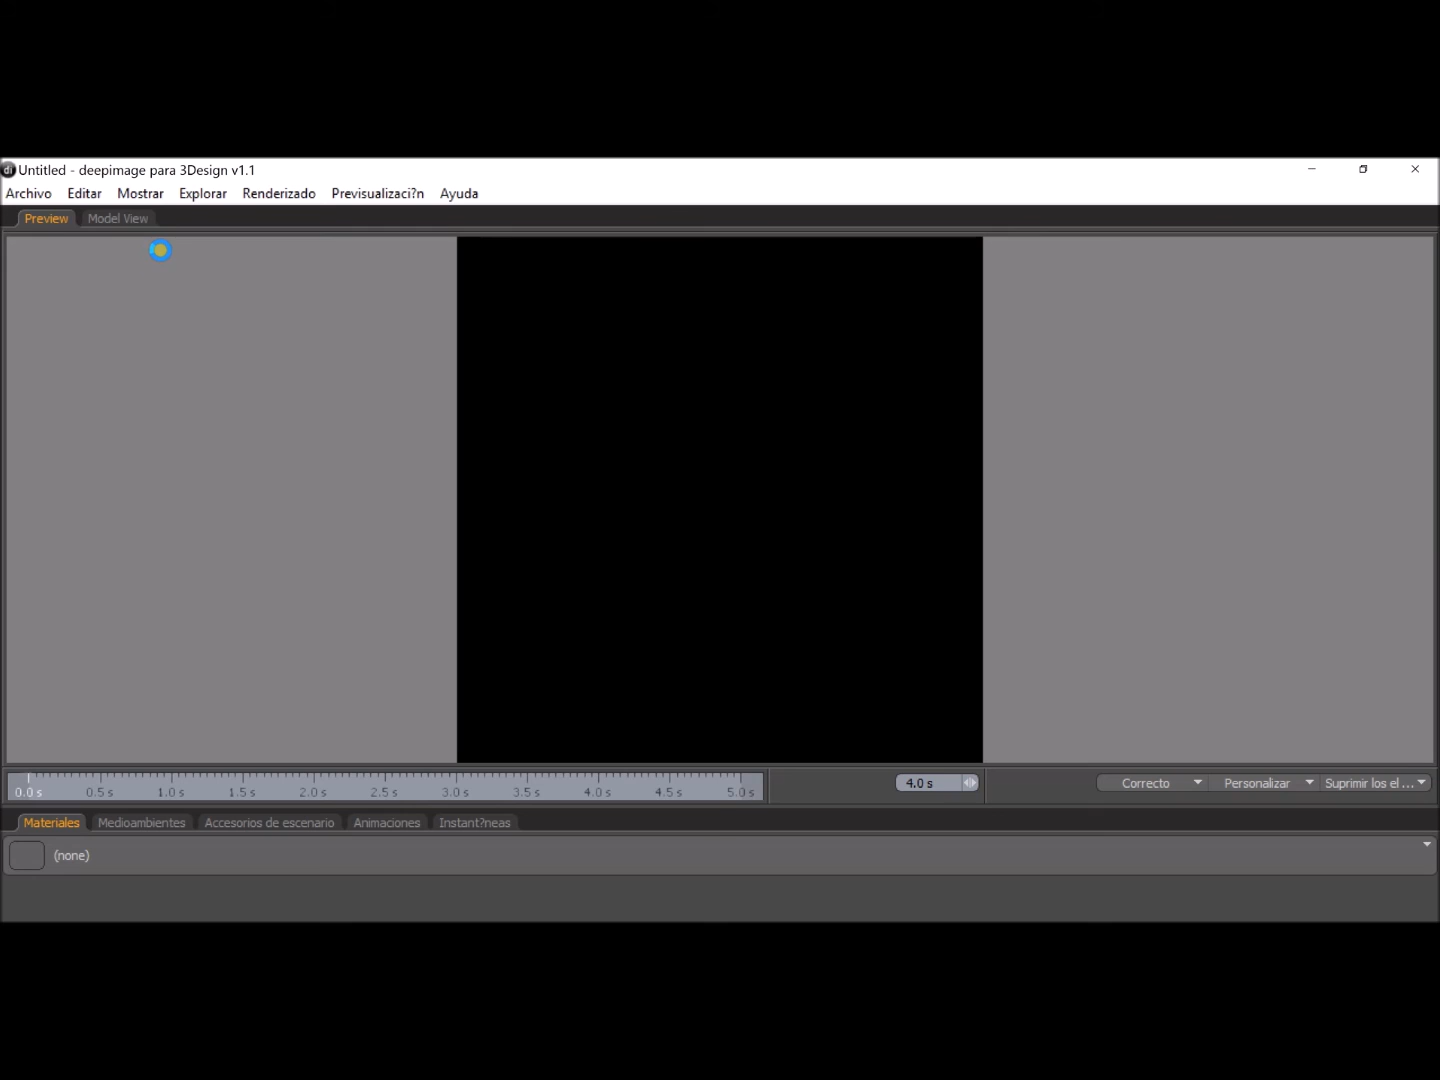 di Untitled - deepimage para 3Design v1.1
Archivo Editar Mostrar Explorar Renderizado Previsualizaci?n Ayuda
Preview Model View
0.0 s 0.5 s 1.0 s 1.5 s 2.0 s 2.5 s 3.0 s 3.5 s 4.0 s 4.5 s 5.0 s 4.0 s Correcto Personalizar Suprimir los el ...
Materiales Medioambientes Accesorios de escenario Animaciones Instant?neas
(none)